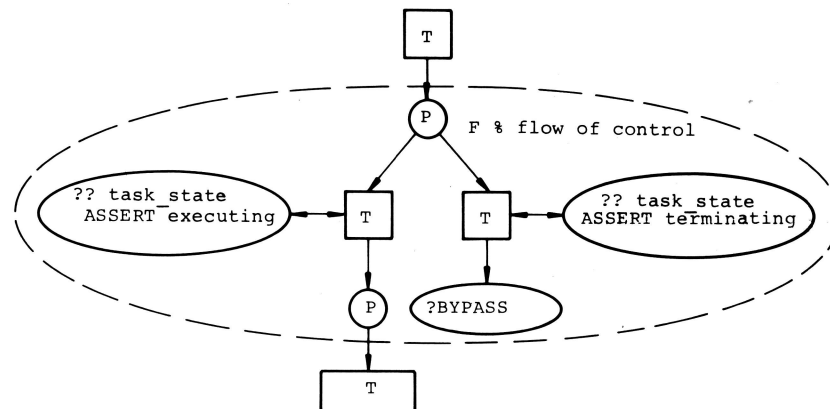 T
P
F % flow of control
?? task_state
ASSERT executing
T
T
?? task_state
ASSERT terminating
P
?BYPASS
T